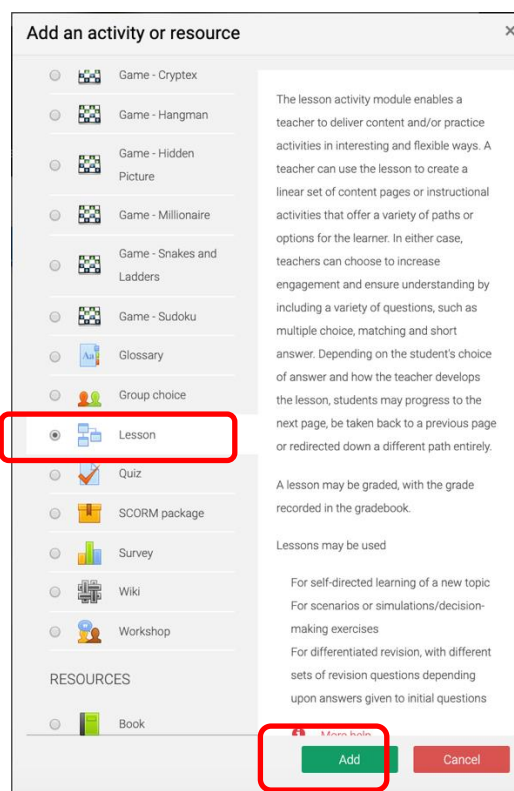 Add an activity or resource
×
Game - Cryptex
Game - Hangman
Game - Hidden
Picture
Game - Millionaire
Game - Snakes and
Ladders
Game - Sudoku
Glossary
Group choice
Lesson
Quiz
SCORM package
Survey
Wiki
Workshop
RESOURCES
Book
The lesson activity module enables a
teacher to deliver content and/or practice
activities in interesting and flexible ways. A
teacher can use the lesson to create a
linear set of content pages or instructional
activities that offer a variety of paths or
options for the learner. In either case,
teachers can choose to increase
engagement and ensure understanding by
including a variety of questions, such as
multiple choice, matching and short
answer. Depending on the student's choice
of answer and how the teacher develops
the lesson, students may progress to the
next page, be taken back to a previous page
or redirected down a different path entirely.
A lesson may be graded, with the grade
recorded in the gradebook.
Lessons may be used
For self-directed learning of a new topic
For scenarios or simulations/decision-
making exercises
For differentiated revision, with different
sets of revision questions depending
upon answers given to initial questions
More help
Add
Cancel